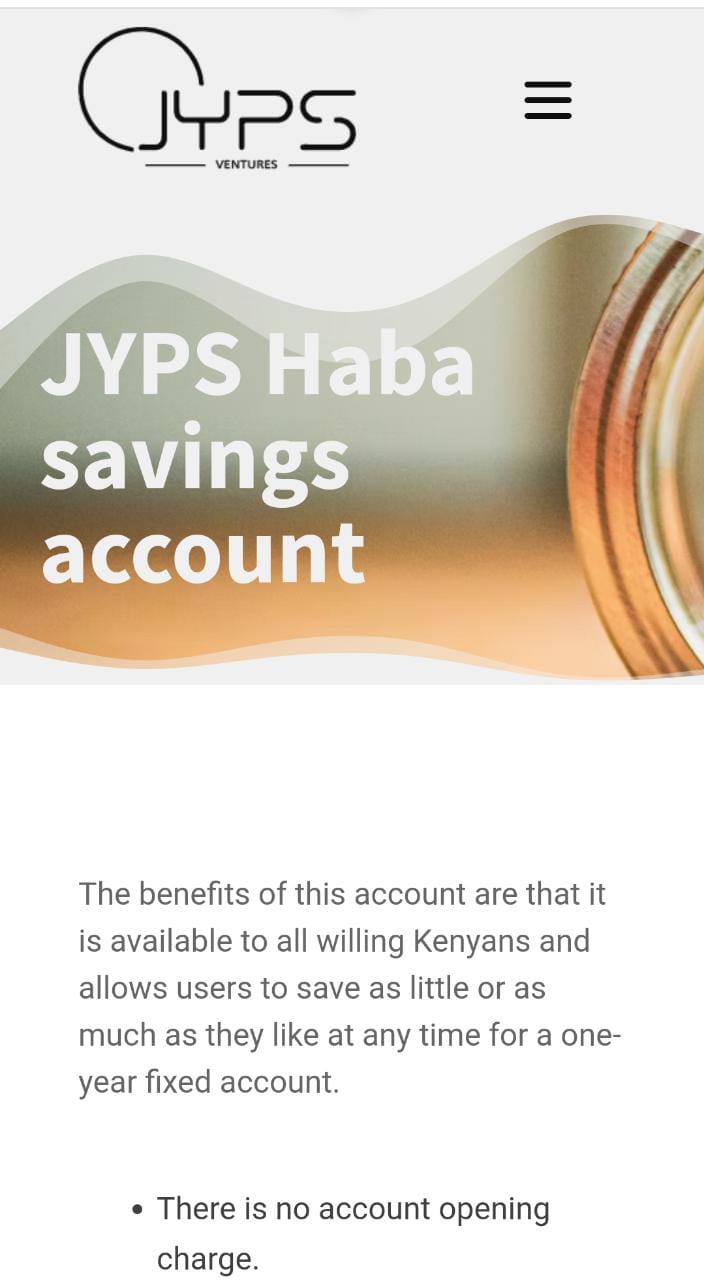 JYPS
VENTURES
JYPS Haba
savings
account
The benefits of this account are that it
is available to all willing Kenyans and
allows users to save as little or as
much as they like at any time for a one-
year fixed account.
• There is no account opening
charge.